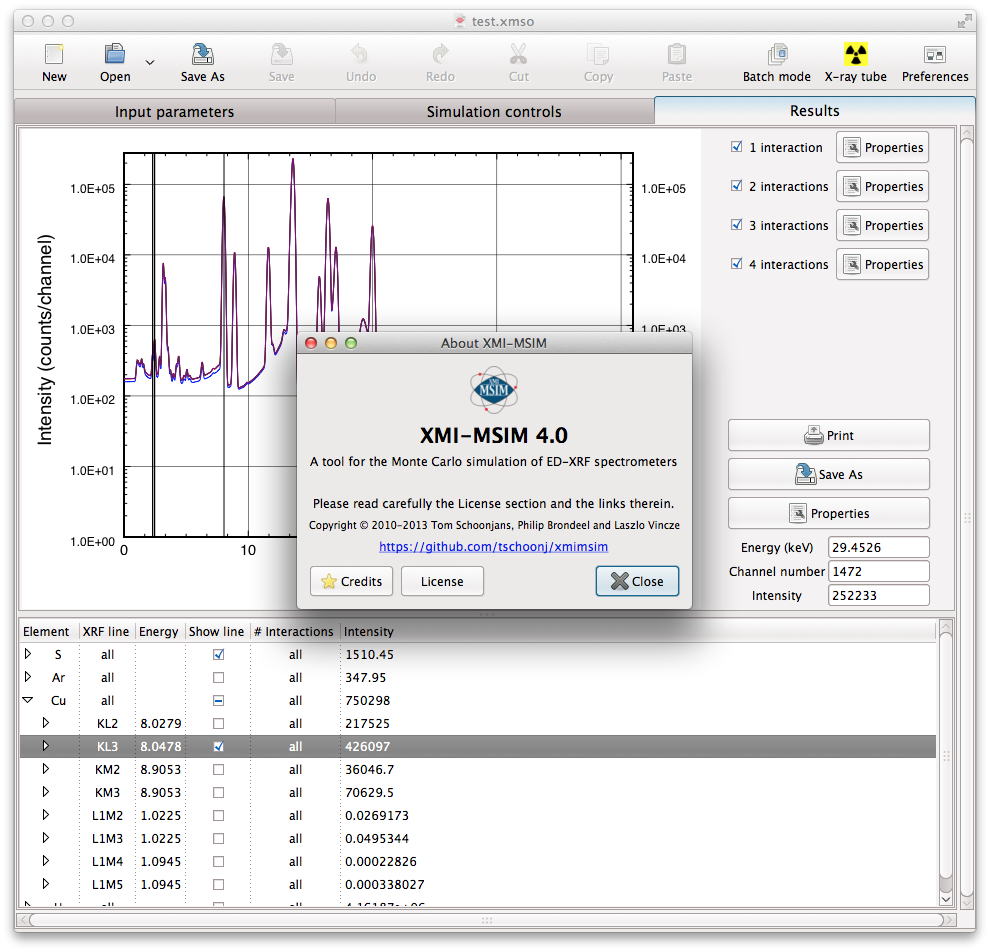 test.xmso
New Open Save As Save Undo Redo Cut Copy Paste Batch mode X-ray tube Preferences
Input parameters Simulation controls Results
1 interaction Properties
2 interactions Properties
3 interactions Properties
4 interactions Properties
Intensity (counts/channel)
1.0E+05 1.0E+05
1.0E+04 1.0E+04
1.0E+03 1.0E+03
1.0E+02
1.0E+01
1.0E+00
0 10
About XMI-MSIM
XMI
MSIM
XMI-MSIM 4.0
A tool for the Monte Carlo simulation of ED-XRF spectrometers
Please read carefully the License section and the links therein.
Copyright © 2010-2013 Tom Schoonjans, Philip Brondeel and Laszlo Vincze
https://github.com/tschoonj/xmimsim
Credits License Close
Print
Save As
Properties
Energy (keV) 29.4526
Channel number 1472
Intensity 252233
Element XRF line Energy Show line # Interactions Intensity
S all all 1510.45
Ar all all 347.95
Cu all all 750298
KL2 8.0279 all 217525
KL3 8.0478 all 426097
KM2 8.9053 all 36046.7
KM3 8.9053 all 70629.5
L1M2 1.0225 all 0.0269173
L1M3 1.0225 all 0.0495344
L1M4 1.0945 all 0.00022826
L1M5 1.0945 all 0.000338027